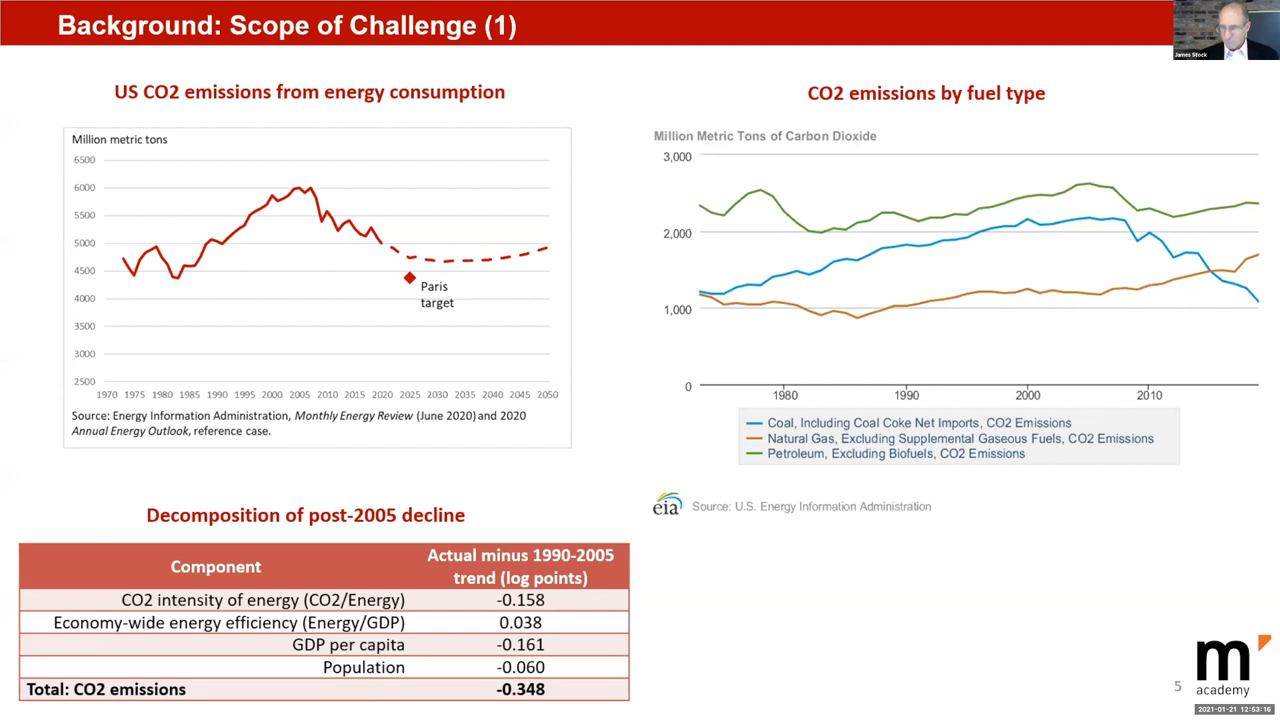 Background: Scope of Challenge (1)
James Stock
US CO2 emissions from energy consumption
Million metric tons
6500
6000
5500
5000
4500
4000
3500
3000
2500
Paris
target
1970 1975 1980 1985 1990 1995 2000 2005 2010 2015 2020 2025 2030 2035 2040 2045 2050
Source: Energy Information Administration, Monthly Energy Review (June 2020) and 2020
Annual Energy Outlook, reference case.
CO2 emissions by fuel type
Million Metric Tons of Carbon Dioxide
3,000
2,000
1,000
0
1980 1990 2000 2010
Coal, Including Coal Coke Net Imports, CO2 Emissions
Natural Gas, Excluding Supplemental Gaseous Fuels, CO2 Emissions
Petroleum, Excluding Biofuels, CO2 Emissions
eia Source: U.S. Energy Information Administration
Decomposition of post-2005 decline
Component Actual minus 1990-2005
trend (log points)
CO2 intensity of energy (CO2/Energy) -0.158
Economy-wide energy efficiency (Energy/GDP) 0.038
GDP per capita -0.161
Population -0.060
Total: CO2 emissions -0.348
5
m
academy
2021-01-21 12:53:16